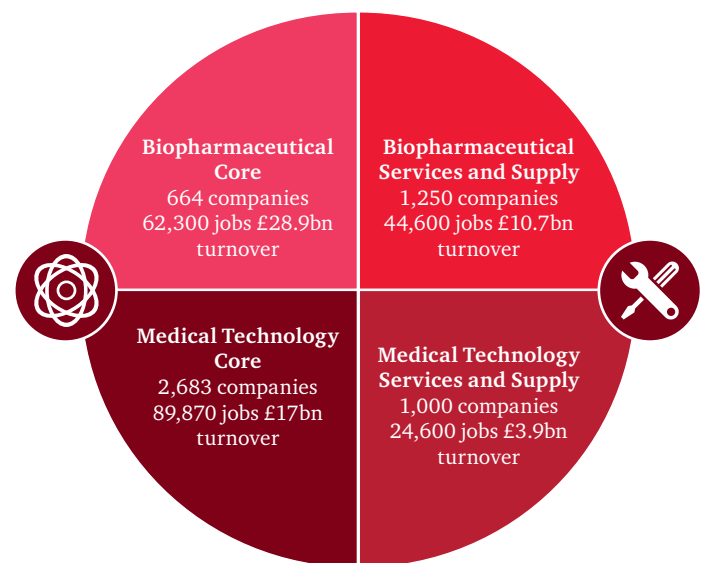 Biopharmaceutical
Core
664 companies
62,300 jobs £28.9bn
turnover
Biopharmaceutical
Services and Supply
1,250 companies
44,600 jobs £10.7bn
turnover
Medical Technology
Core
2,683 companies
89,870 jobs £17bn
turnover
Medical Technology
Services and Supply
1,000 companies
24,600 jobs £3.9bn
turnover